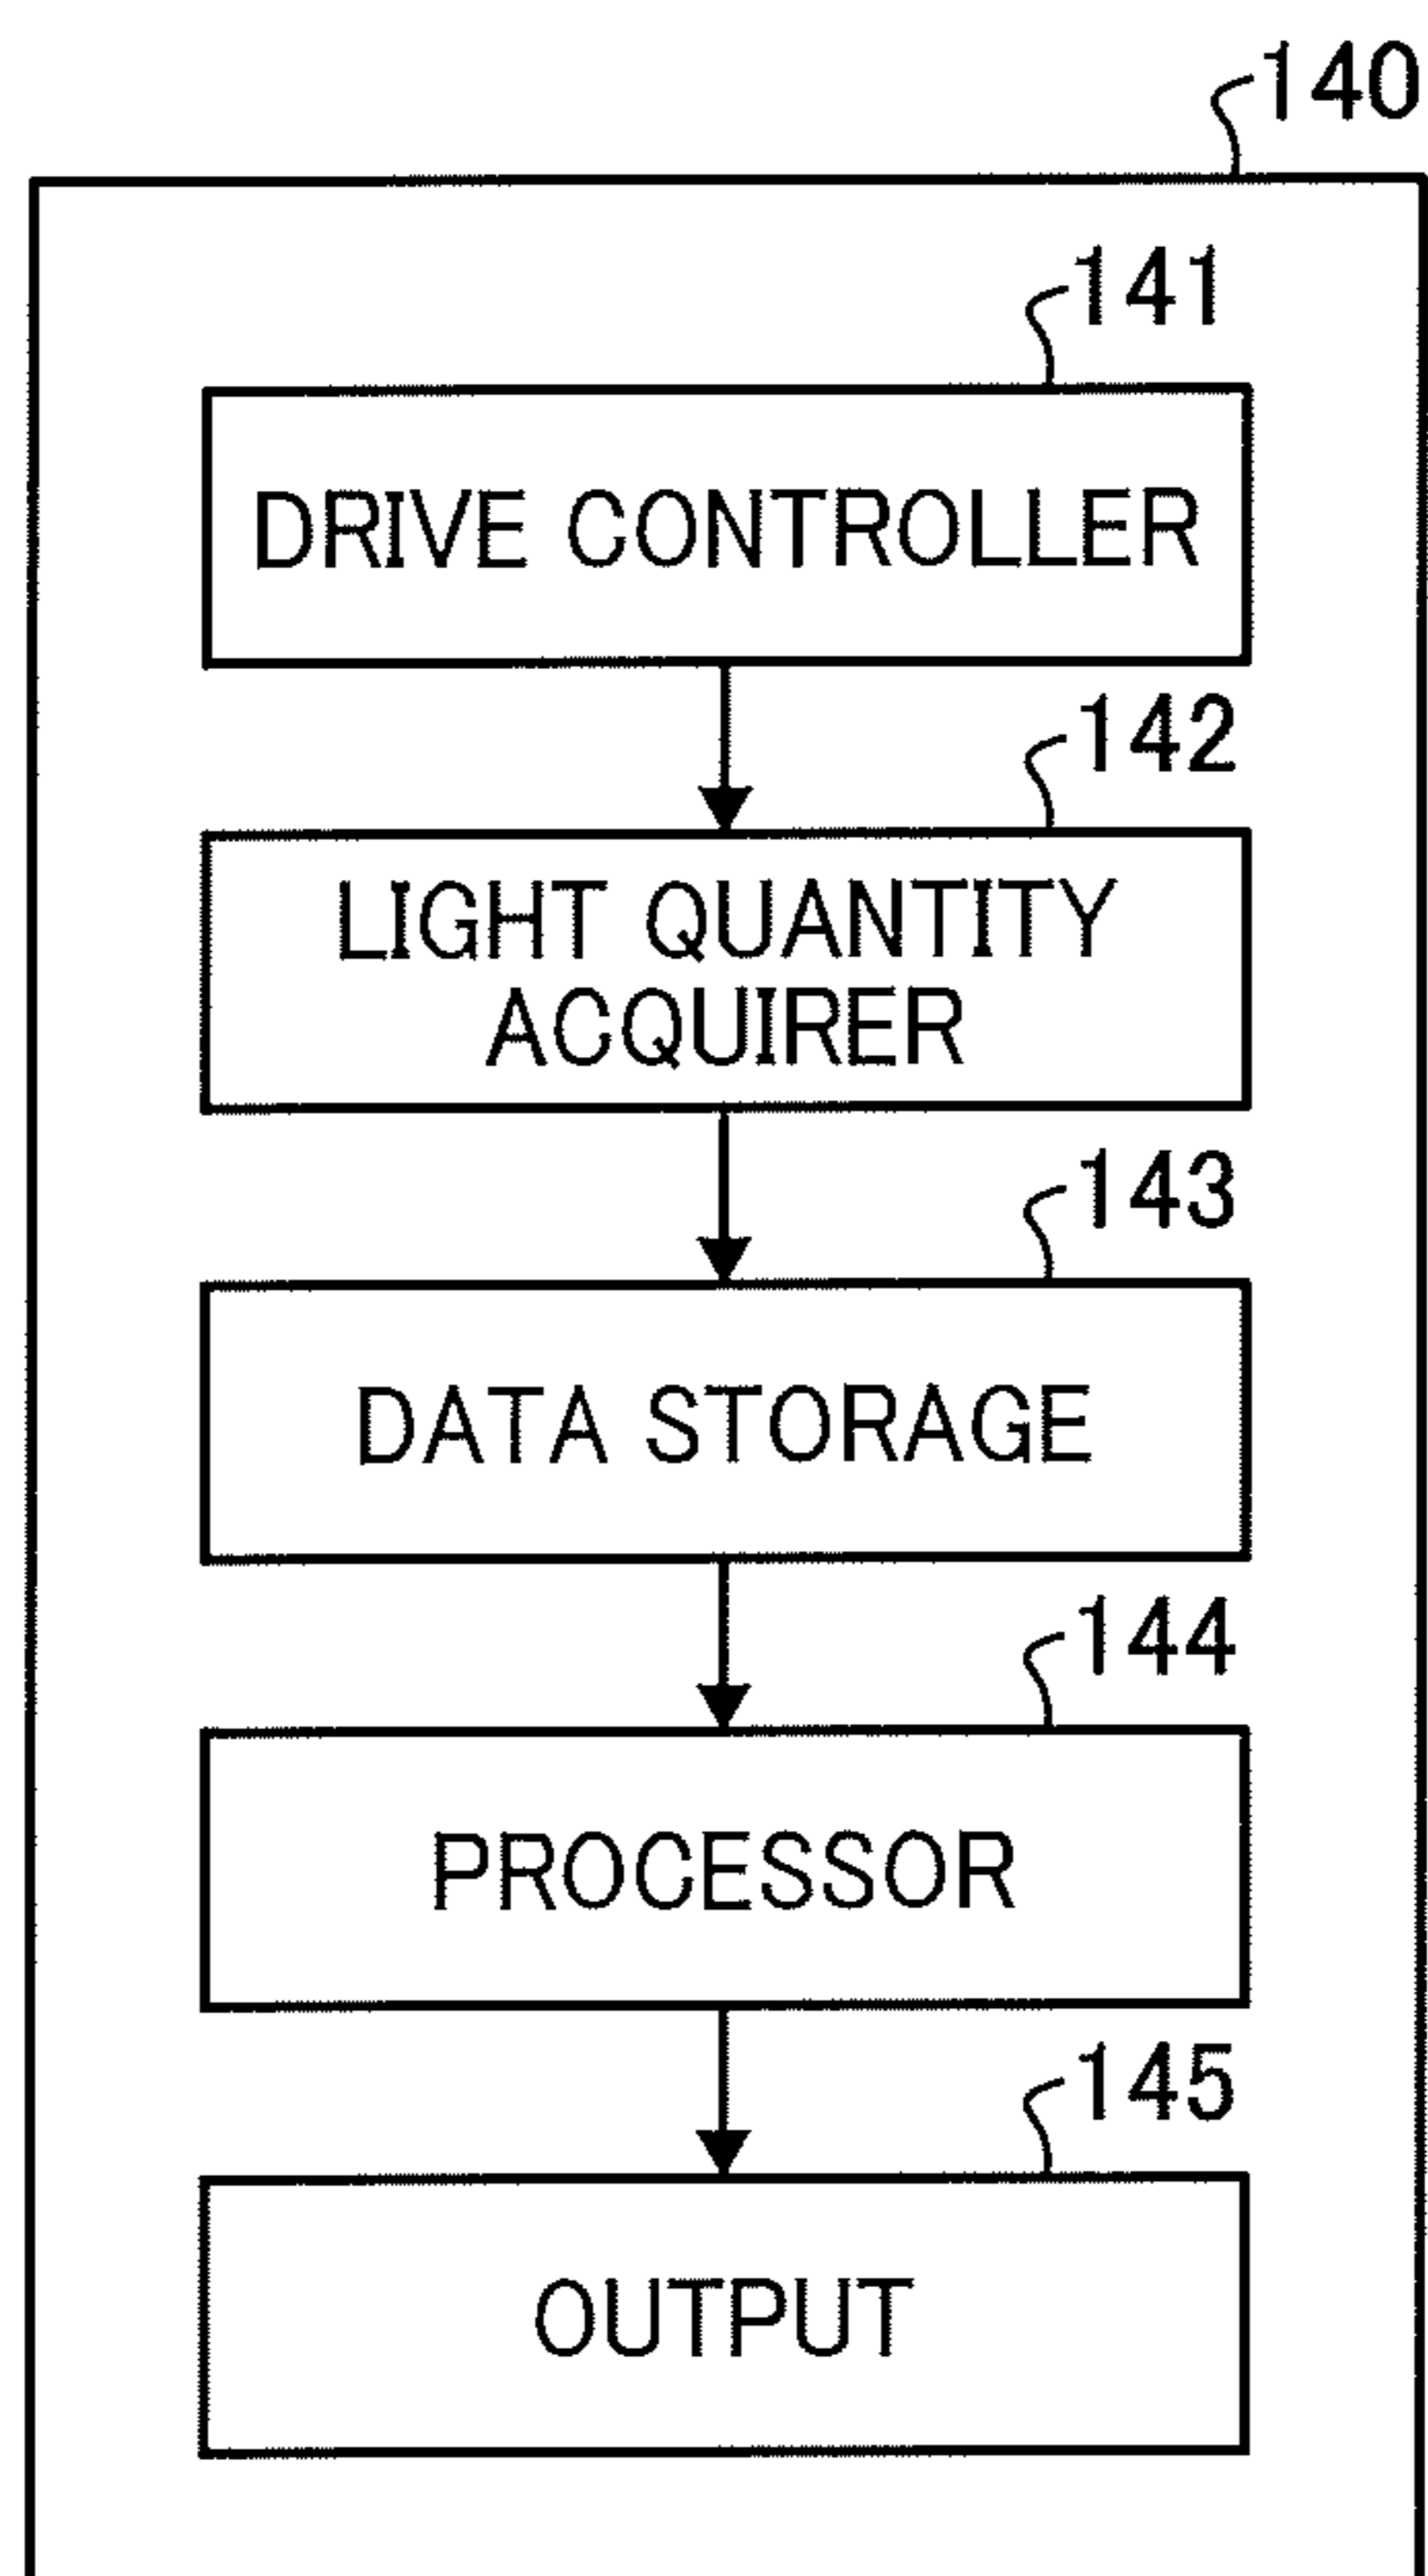 140
141
DRIVE CONTROLLER
142
LIGHT QUANTITY
ACQUIRER
143
DATA STORAGE
144
PROCESSOR
145
OUTPUT